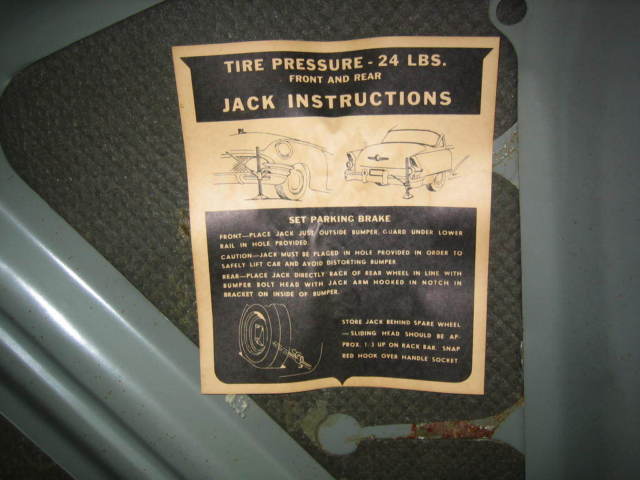 TIRE PRESSURE - 24 LBS.
FRONT AND REAR
JACK INSTRUCTIONS
SET PARKING BRAKE
FRONT—PLACE JACK JUST OUTSIDE BUMPER GUARD UNDER LOWER
RAIL IN HOLE PROVIDED.
CAUTION—JACK MUST BE PLACED IN HOLE PROVIDED IN ORDER TO
SAFELY LIFT CAR AND AVOID DISTORTING BUMPER.
REAR—PLACE JACK DIRECTLY BACK OF REAR WHEEL IN LINE WITH
BUMPER BOLT HEAD WITH JACK ARM HOOKED IN NOTCH IN
BRACKET ON INSIDE OF BUMPER.
STORE JACK BEHIND SPARE WHEEL
—SLIDING HEAD SHOULD BE AP-
PROX. 1/3 UP ON RACK BAR. SNAP
RED HOOK OVER HANDLE SOCKET.